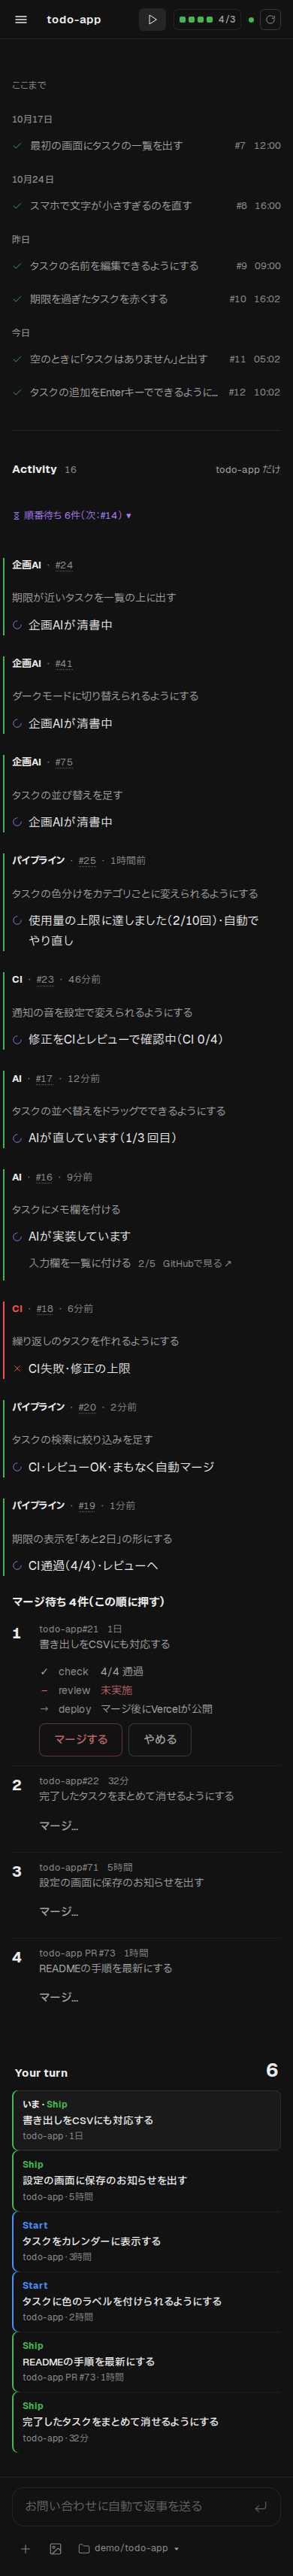 todo-app
4/3
ここまで
10月17日
最初の画面にタスクの一覧を出す #7 12:00
10月24日
スマホで文字が小さすぎるのを直す #8 16:00
昨日
タスクの名前を編集できるようにする #9 09:00
期限を過ぎたタスクを赤くする #10 16:02
今日
空のときに「タスクはありません」と出す #11 05:02
タスクの追加をEnterキーでできるように… #12 10:02
Activity 16 todo-app だけ
順番待ち 6件(次:#14) ▾
企画AI · #24
期限が近いタスクを一覧の上に出す
企画AIが清書中
企画AI · #41
ダークモードに切り替えられるようにする
企画AIが清書中
企画AI · #75
タスクの並び替えを足す
企画AIが清書中
パイプライン · #25 · 1時間前
タスクの色分けをカテゴリごとに変えられるようにする
使用量の上限に達しました(2/10回)・自動で
やり直し
CI · #23 · 46分前
通知の音を設定で変えられるようにする
修正をCIとレビューで確認中(CI 0/4)
AI · #17 · 12分前
タスクの並べ替えをドラッグでできるようにする
AIが直しています(1/3 回目)
AI · #16 · 9分前
タスクにメモ欄を付ける
AIが実装しています
入力欄を一覧に付ける 2/5 GitHubで見る ↗
CI · #18 · 6分前
繰り返しのタスクを作れるようにする
CI失敗・修正の上限
パイプライン · #20 · 2分前
タスクの検索に絞り込みを足す
CI・レビューOK・まもなく自動マージ
パイプライン · #19 · 1分前
期限の表示を「あと2日」の形にする
CI通過(4/4)・レビューへ
マージ待ち 4件(この順に押す)
1 todo-app#21 1日
書き出しをCSVにも対応する
✓ check 4/4 通過
– review 未実施
→ deploy マージ後にVercelが公開
マージする やめる
2 todo-app#22 32分
完了したタスクをまとめて消せるようにする
マージ…
3 todo-app#71 5時間
設定の画面に保存のお知らせを出す
マージ…
4 todo-app PR #73 1時間
READMEの手順を最新にする
マージ…
Your turn 6
いま · Ship
書き出しをCSVにも対応する
todo-app · 1日
Ship
設定の画面に保存のお知らせを出す
todo-app · 5時間
Start
タスクをカレンダーに表示する
todo-app · 3時間
Start
タスクに色のラベルを付けられるようにする
todo-app · 2時間
Ship
READMEの手順を最新にする
todo-app PR #73 · 1時間
Ship
完了したタスクをまとめて消せるようにする
todo-app · 32分
お問い合わせに自動で返事を送る
demo/todo-app